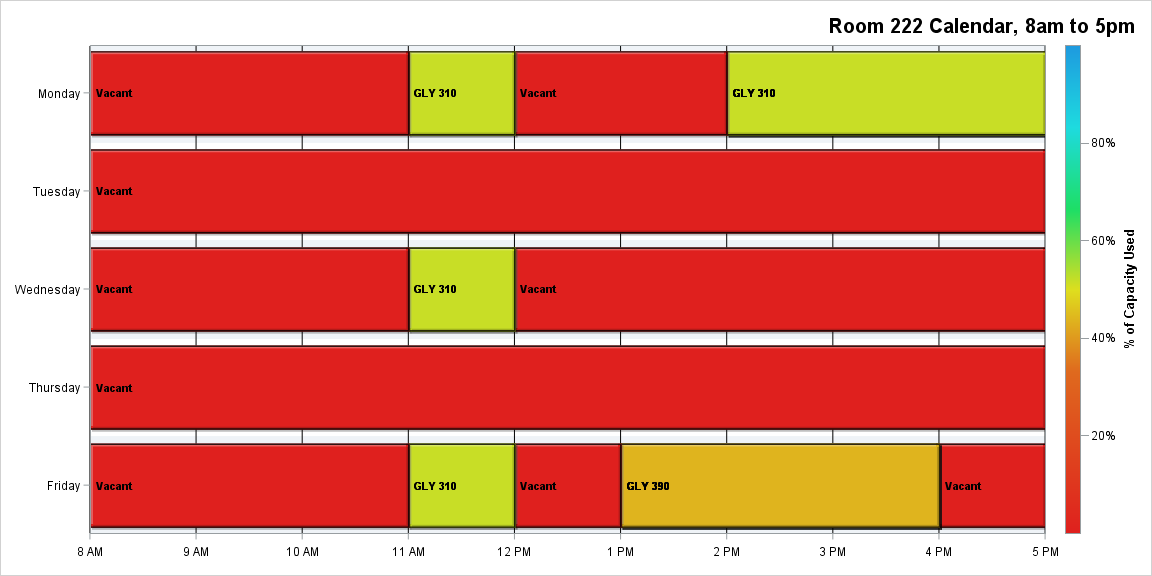 Room 222 Calendar, 8am to 5pm
Monday
Vacant
GLY 310
Vacant
GLY 310
Tuesday
Vacant
Wednesday
Vacant
GLY 310
Vacant
Thursday
Vacant
Friday
Vacant
GLY 310
Vacant
GLY 390
Vacant
8 AM
9 AM
10 AM
11 AM
12 PM
1 PM
2 PM
3 PM
4 PM
5 PM
80%
60%
40%
20%
% of Capacity Used